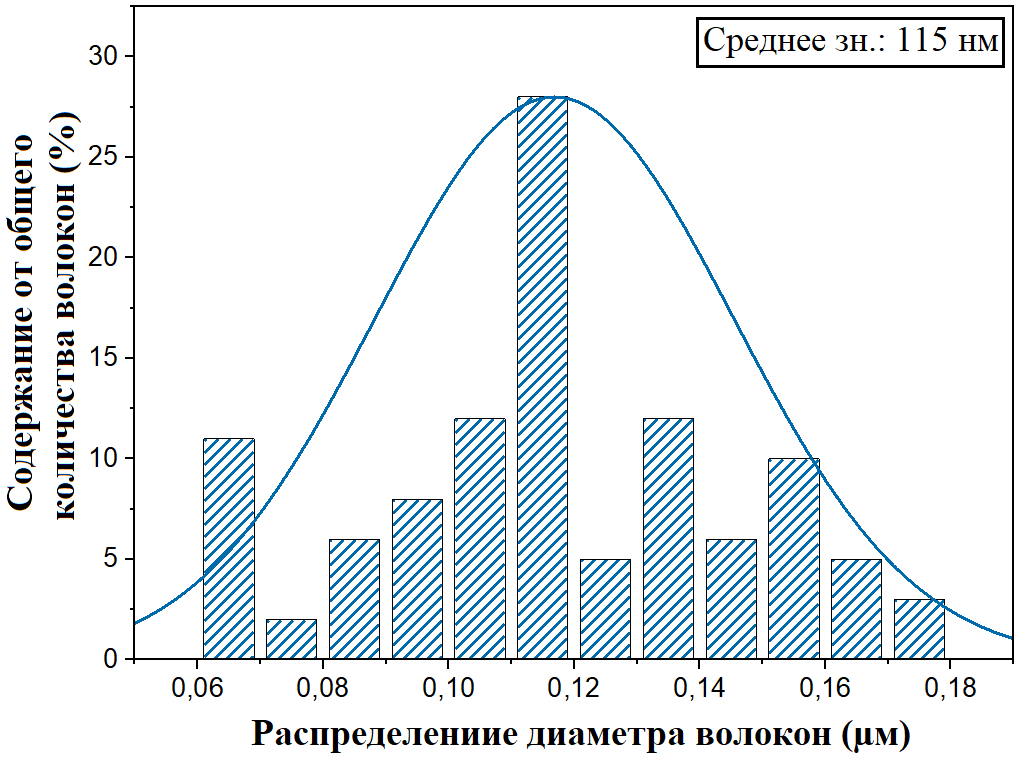 Среднее зн.: 115 нм
Содержание от общего
количества волокон (%)
30
25
20
15
10
5
0
0,06 0,08 0,10 0,12 0,14 0,16 0,18
Распределениие диаметра волокон (μм)